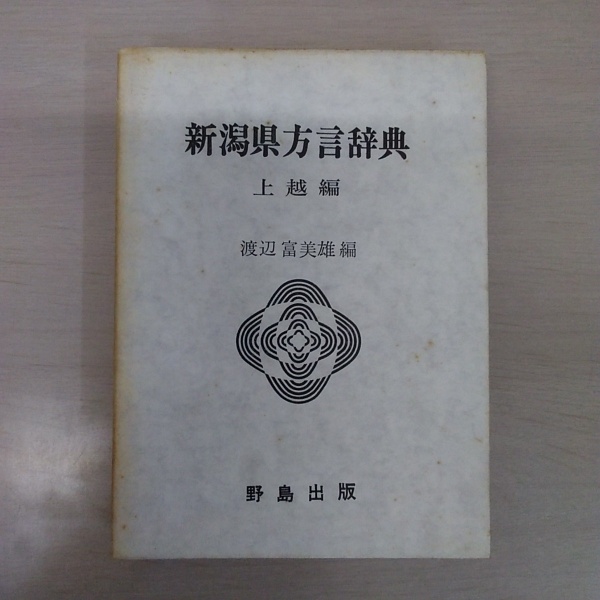 新潟県方言辞典
上越編
渡辺富美雄編
野島出版